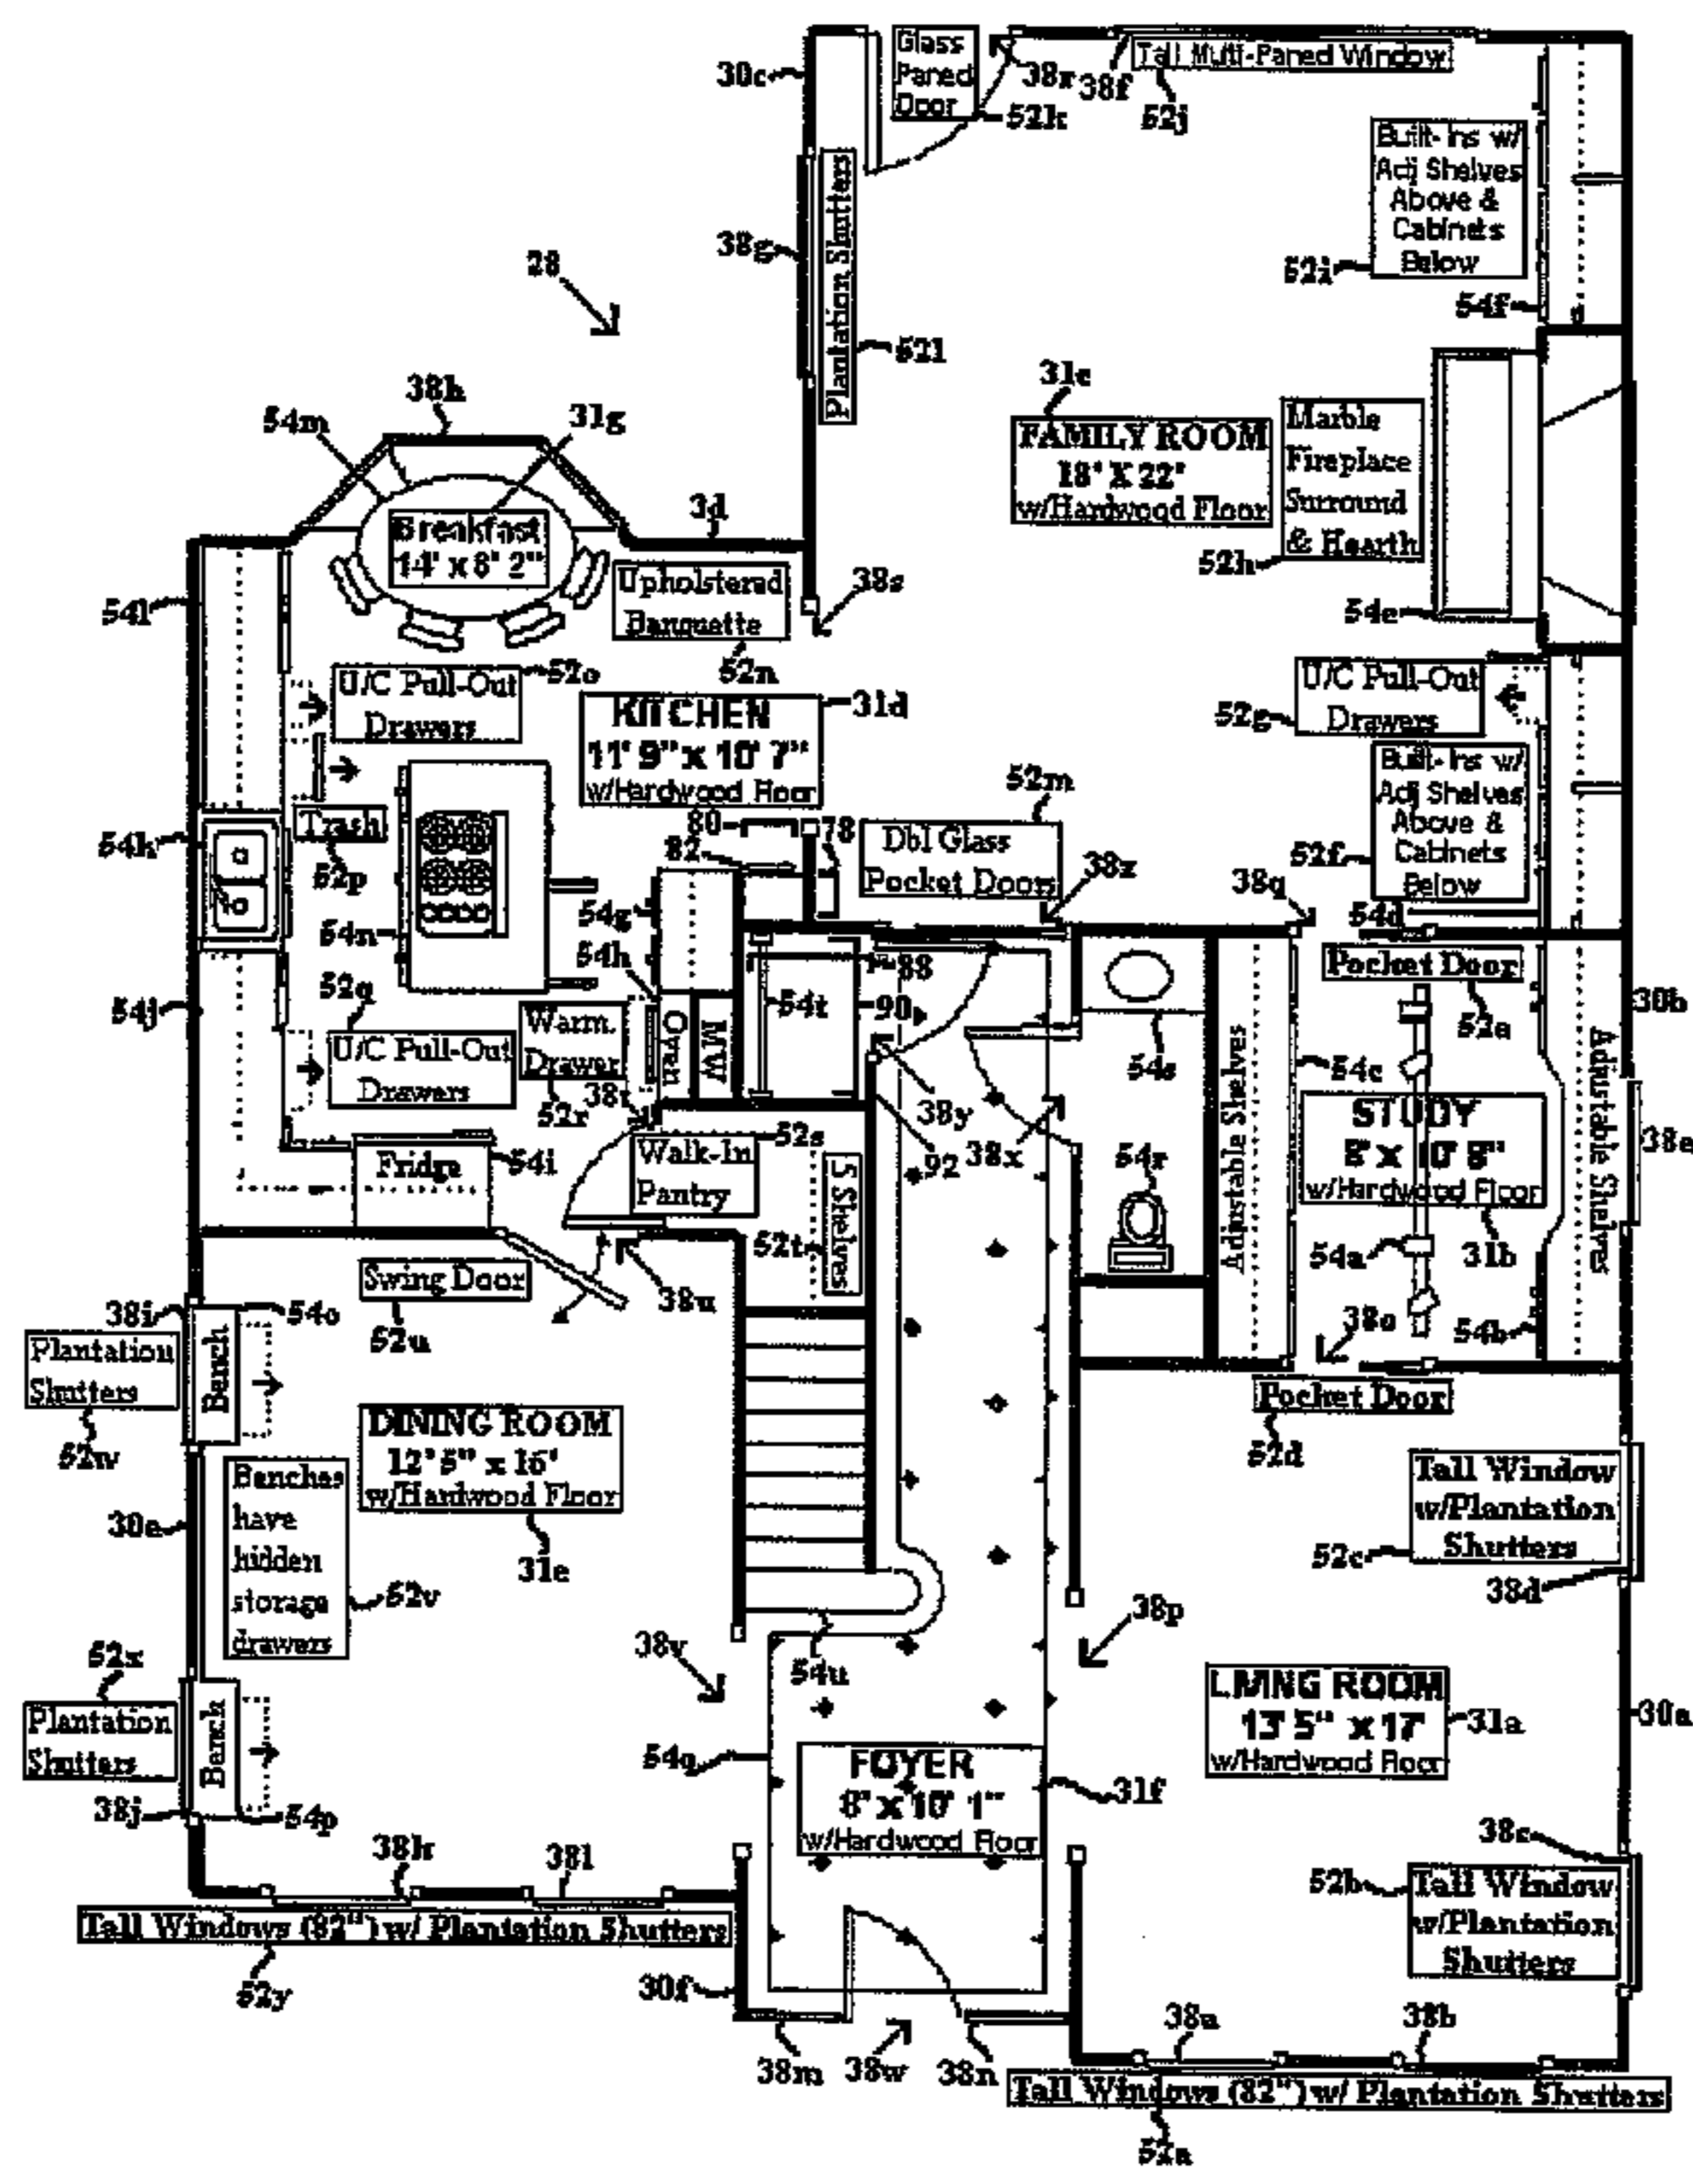 30c
Glass
Paned
Door
38r
38f
Tall Multi-Paned Window
52k
52j
Built-Ins w/
Adj Shelves
Above &
Cabinets
Below
52i
54f
38g
Plantation Shutters
52l
28
38h
54m
31g
31c
FAMILY ROOM
18' X 22'
w/Hardwood Floor
Marble
Fireplace
Surround
& Hearth
52h
54e
Breakfast
14' x 8' 2"
3d
Upholstered
Banquette
52n
38s
54l
U/C Pull-Out
Drawers
52o
KITCHEN
11' 9" x 10' 7"
w/Hardwood Floor
31d
U/C Pull-Out
Drawers
52g
Built-Ins w/
Adj Shelves
Above &
Cabinets
Below
52f
54d
52m
Dbl Glass
Pocket Doors
38z
38q
80
78
82
Trash
52p
54k
54n
54g
54h
88
90
54t
Pocket Door
52e
30b
54j
52q
U/C Pull-Out
Drawers
Warm.
Drawer
52r
Oven
MW
38t
38y
92
38x
54s
54r
Adjustable Shelves
54c
STUDY
8' x 10' 8"
w/Hardwood Floor
31b
54a
54b
Adjustable Shelves
38e
Fridge
54i
Walk-In
Pantry
52s
5 Shelves
52t
Swing Door
52u
38u
38o
Pocket Door
52d
38i
54o
Plantation
Shutters
52w
Bench
DINING ROOM
12' 5" x 16'
w/Hardwood Floor
31e
Benches
have
hidden
storage
drawers
52v
30e
Tall Window
w/Plantation
Shutters
52c
38d
38v
54u
38p
52x
Plantation
Shutters
Bench
38j
54p
54q
FOYER
8' x 10' 1"
w/Hardwood Floor
31f
LIVING ROOM
13' 5" x 17'
w/Hardwood Floor
31a
30a
38k
38l
Tall Windows (82") w/ Plantation Shutters
52y
30f
38c
52b
Tall Window
w/Plantation
Shutters
38m
38w
38n
38a
38b
Tall Windows (82") w/ Plantation Shutters
52a